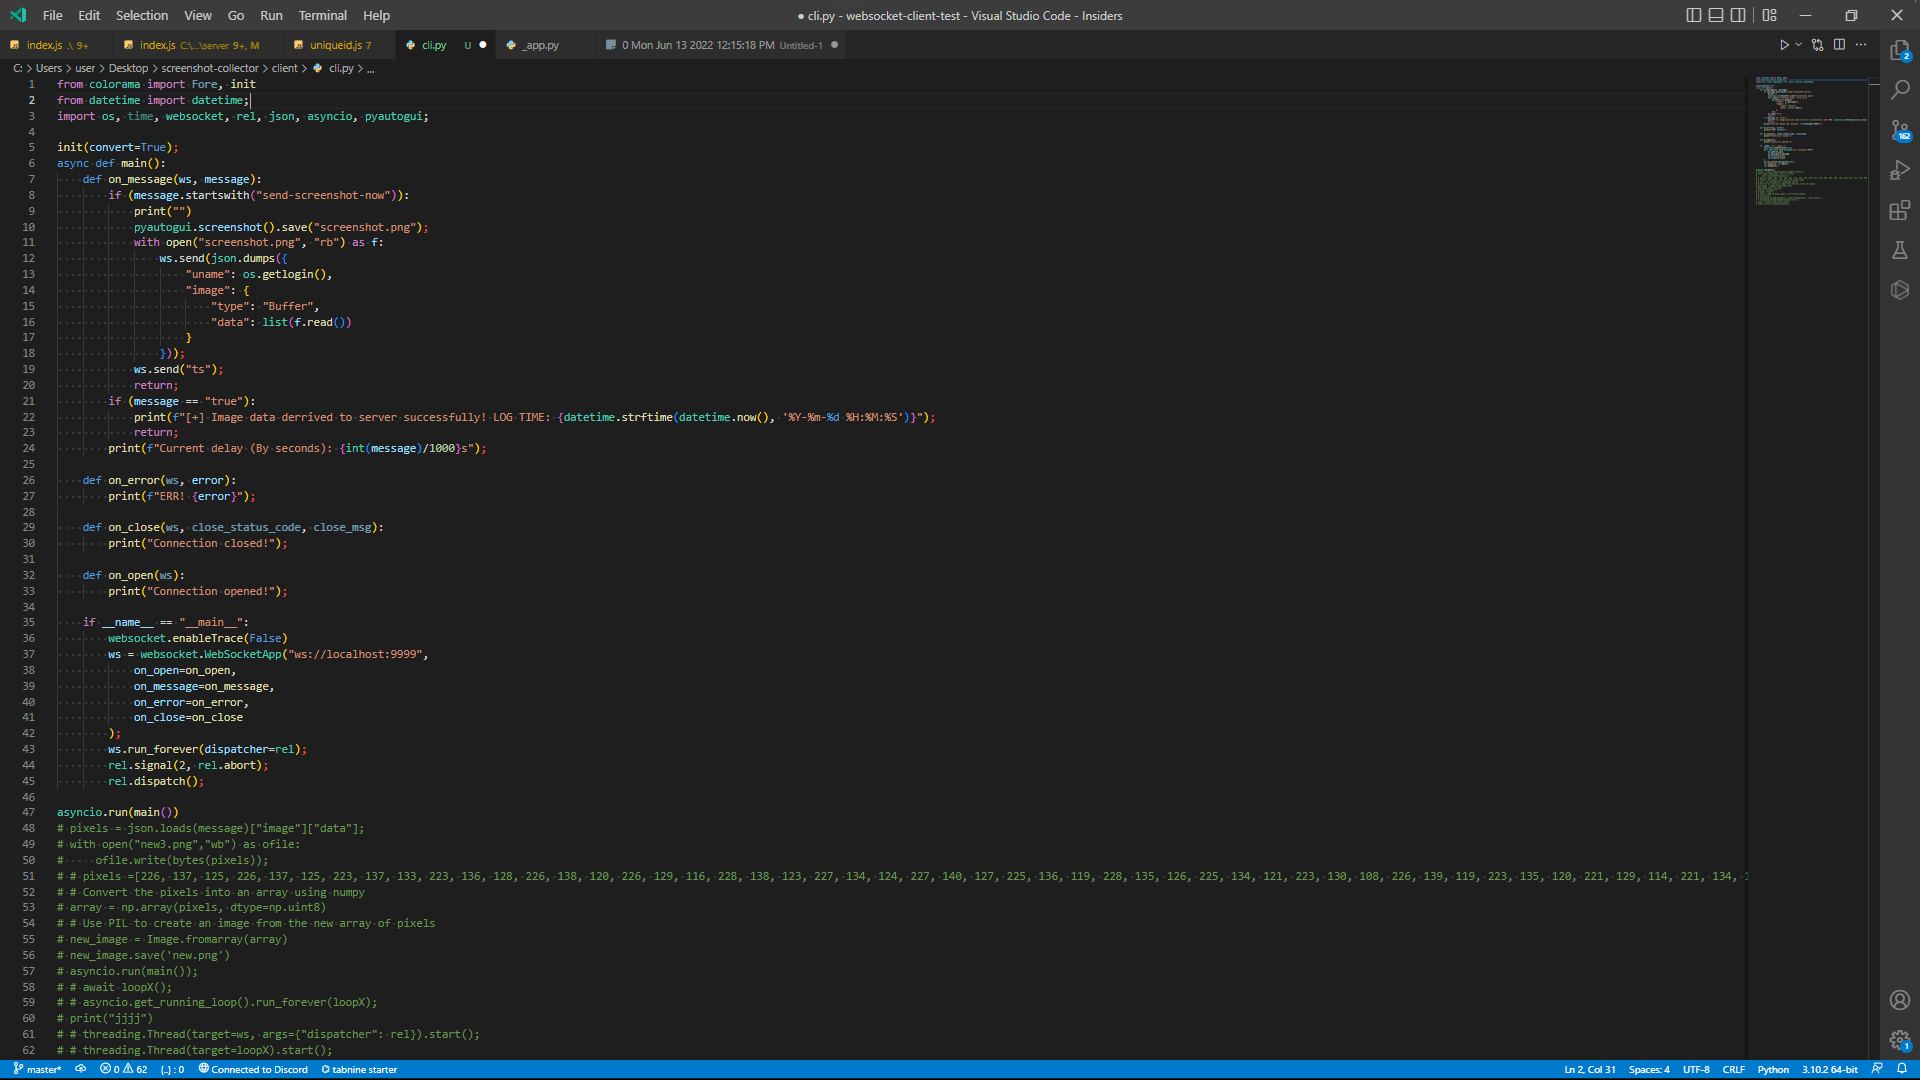 File Edit Selection View Go Run Terminal Help
● cli.py - websocket-client-test - Visual Studio Code - Insiders
index.js .\ 9+
index.js C:\...\server 9+, M
uniqueid.js 7
cli.py U ●
_app.py
0 Mon Jun 13 2022 12:15:18 PM Untitled-1 ●
C: > Users > user > Desktop > screenshot-collector > client > cli.py > ...
1 from colorama import Fore, init
2 from datetime import datetime;
3 import os, time, websocket, rel, json, asyncio, pyautogui;
4
5 init(convert=True);
6 async def main():
7     def on_message(ws, message):
8         if (message.startswith("send-screenshot-now")):
9             print("")
10             pyautogui.screenshot().save("screenshot.png");
11             with open("screenshot.png", "rb") as f:
12                 ws.send(json.dumps({
13                     "uname": os.getlogin(),
14                     "image": {
15                         "type": "Buffer",
16                         "data": list(f.read())
17                     }
18                 }));
19             ws.send("ts");
20             return;
21         if (message == "true"):
22             print(f"[+] Image data derrived to server successfully! LOG TIME: {datetime.strftime(datetime.now(), '%Y-%m-%d %H:%M:%S')}");
23             return;
24         print(f"Current delay (By seconds): {int(message)/1000}s");
25
26     def on_error(ws, error):
27         print(f"ERR! {error}");
28
29     def on_close(ws, close_status_code, close_msg):
30         print("Connection closed!");
31
32     def on_open(ws):
33         print("Connection opened!");
34
35     if __name__ == "__main__":
36         websocket.enableTrace(False)
37         ws = websocket.WebSocketApp("ws://localhost:9999",
38             on_open=on_open,
39             on_message=on_message,
40             on_error=on_error,
41             on_close=on_close
42         );
43         ws.run_forever(dispatcher=rel);
44         rel.signal(2, rel.abort);
45         rel.dispatch();
46
47 asyncio.run(main())
48 # pixels = json.loads(message)["image"]["data"];
49 # with open("new3.png","wb") as ofile:
50 #     ofile.write(bytes(pixels));
51 # # pixels =[226, 137, 125, 226, 137, 125, 223, 137, 133, 223, 136, 128, 226, 138, 120, 226, 129, 116, 228, 138, 123, 227, 134, 124, 227, 140, 127, 225, 136, 119, 228, 135, 126, 225, 134, 121, 223, 130, 108, 226, 139, 119, 223, 135, 120, 221, 129, 114, 221, 134, 1
52 # # Convert the pixels into an array using numpy
53 # array = np.array(pixels, dtype=np.uint8)
54 # # Use PIL to create an image from the new array of pixels
55 # new_image = Image.fromarray(array)
56 # new_image.save('new.png')
57 # asyncio.run(main());
58 # # await loopX();
59 # # asyncio.get_running_loop().run_forever(loopX);
60 # print("jjjj")
61 # # threading.Thread(target=ws, args={"dispatcher": rel}).start();
62 # # threading.Thread(target=loopX).start();
2
162
1
master* 0 62 {..} : 0 Connected to Discord tabnine starter
Ln 2, Col 31 Spaces: 4 UTF-8 CRLF Python 3.10.2 64-bit